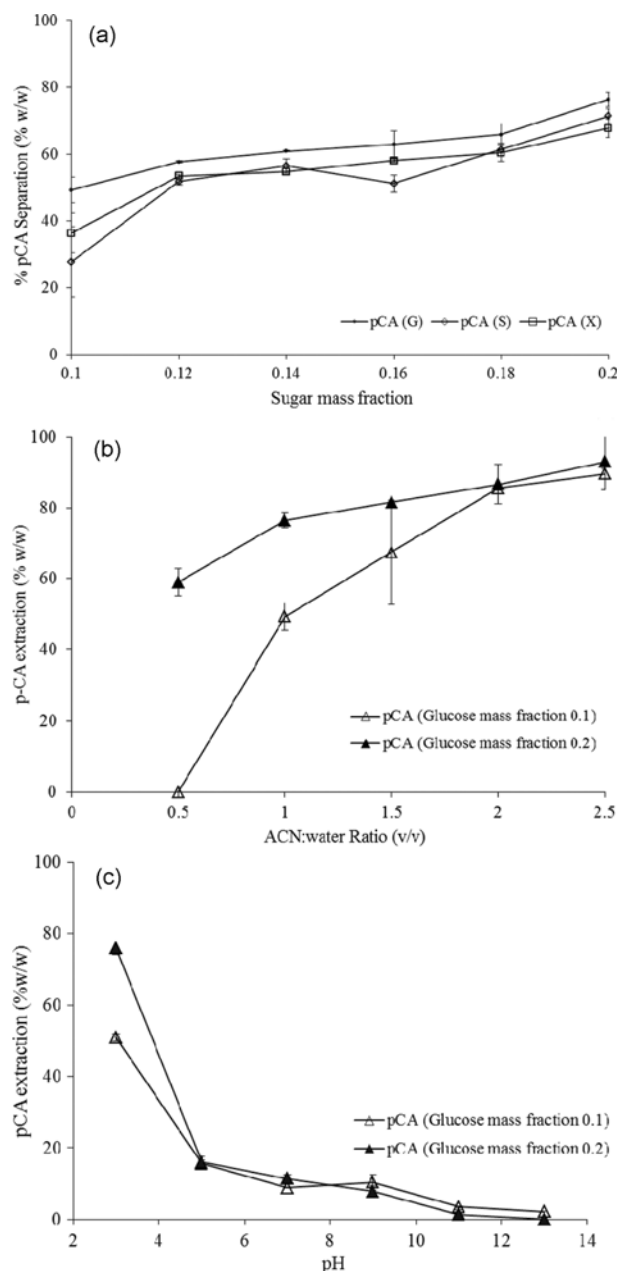 (a)
100
80
60
40
20
0
% pCA Separation (% w/w)
pCA (G) pCA (S) pCA (X)
0.1 0.12 0.14 0.16 0.18 0.2
Sugar mass fraction
(b)
100
80
60
40
20
0
p-CA extraction (% w/w)
pCA (Glucose mass fraction 0.1)
pCA (Glucose mass fraction 0.2)
0 0.5 1 1.5 2 2.5
ACN:water Ratio (v/v)
(c)
100
80
60
40
20
0
pCA extraction (%w/w)
pCA (Glucose mass fraction 0.1)
pCA (Glucose mass fraction 0.2)
2 4 6 8 10 12 14
pH